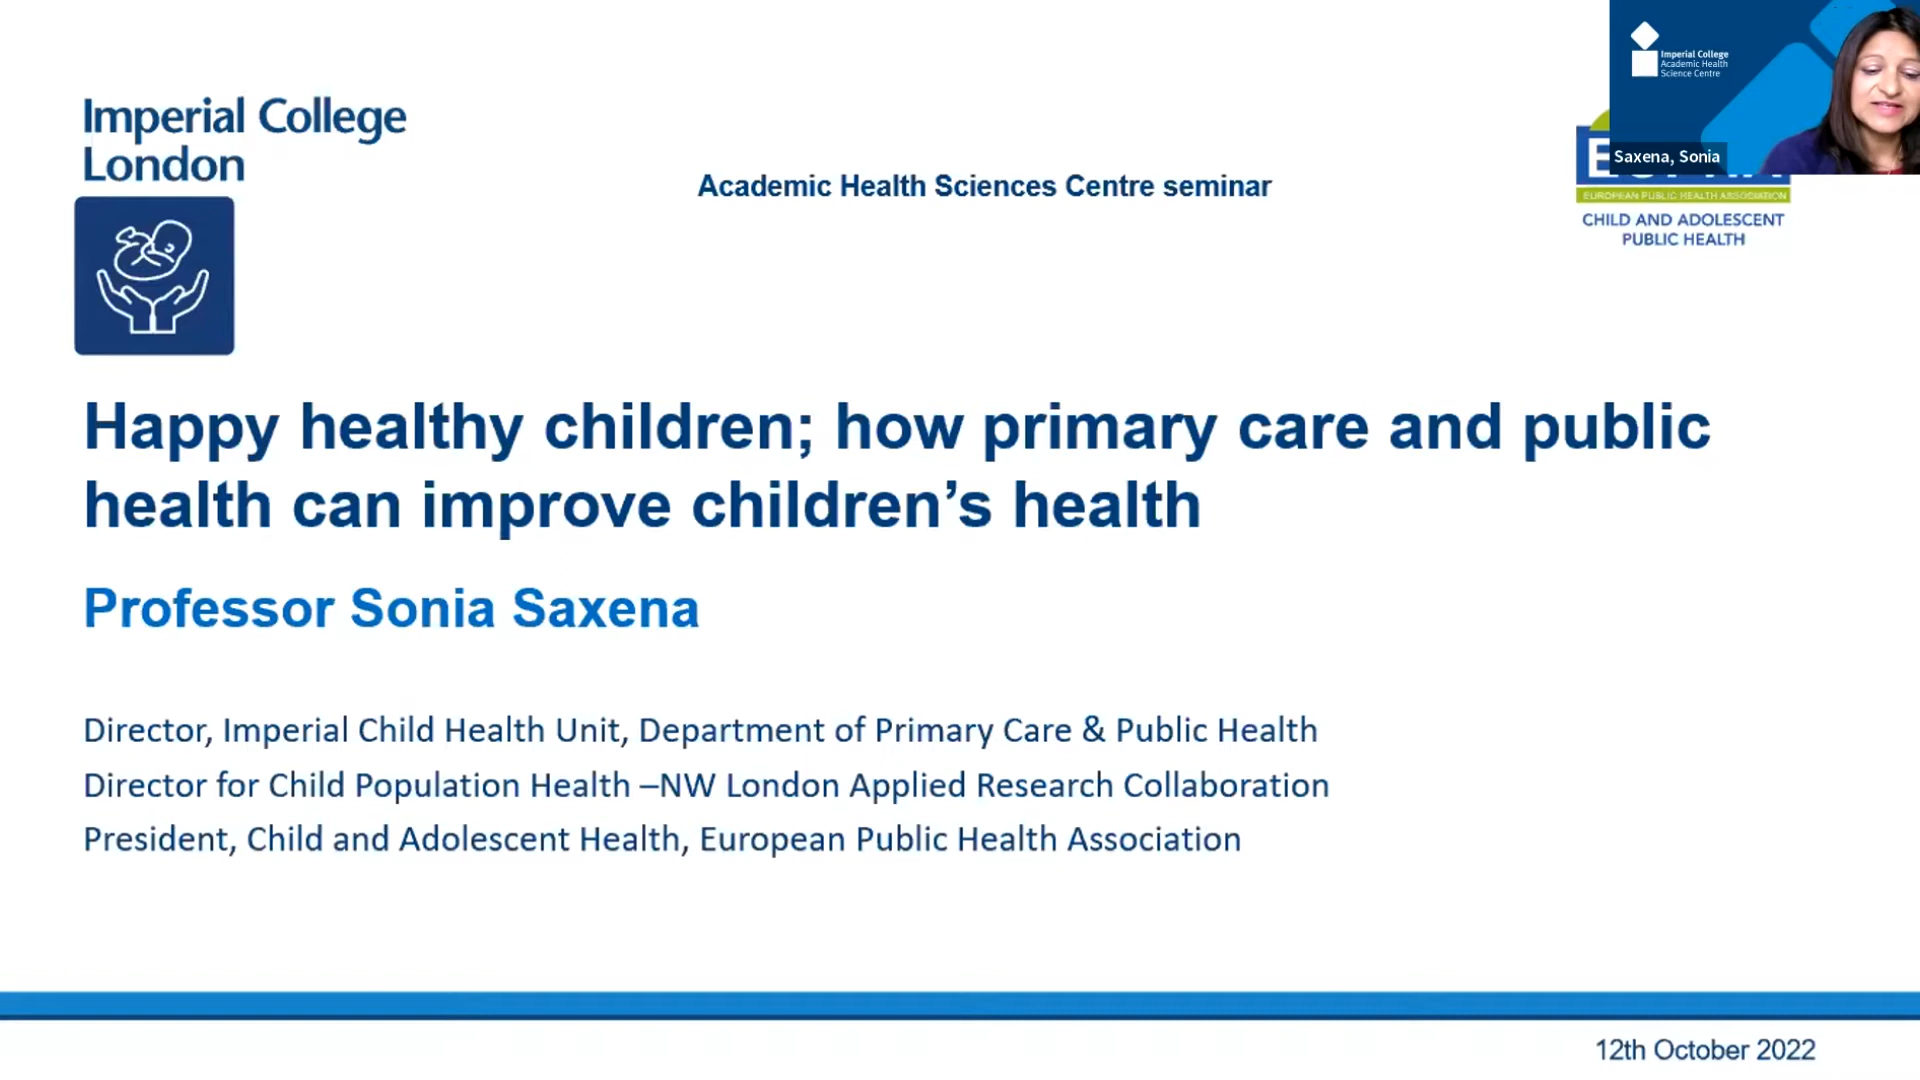 Imperial College
London
Academic Health Sciences Centre seminar
Imperial College
Academic Health
Science Centre
Saxena, Sonia
EUROPEAN PUBLIC HEALTH ASSOCIATION
CHILD AND ADOLESCENT
PUBLIC HEALTH
Happy healthy children; how primary care and public
health can improve children’s health
Professor Sonia Saxena
Director, Imperial Child Health Unit, Department of Primary Care & Public Health
Director for Child Population Health –NW London Applied Research Collaboration
President, Child and Adolescent Health, European Public Health Association
12th October 2022